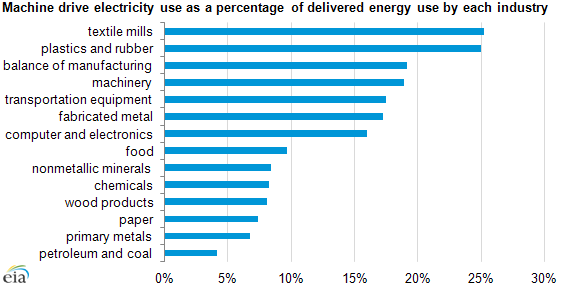 Machine drive electricity use as a percentage of delivered energy use by each industry
textile mills
plastics and rubber
balance of manufacturing
machinery
transportation equipment
fabricated metal
computer and electronics
food
nonmetallic minerals
chemicals
wood products
paper
primary metals
petroleum and coal
0% 5% 10% 15% 20% 25% 30%
eia